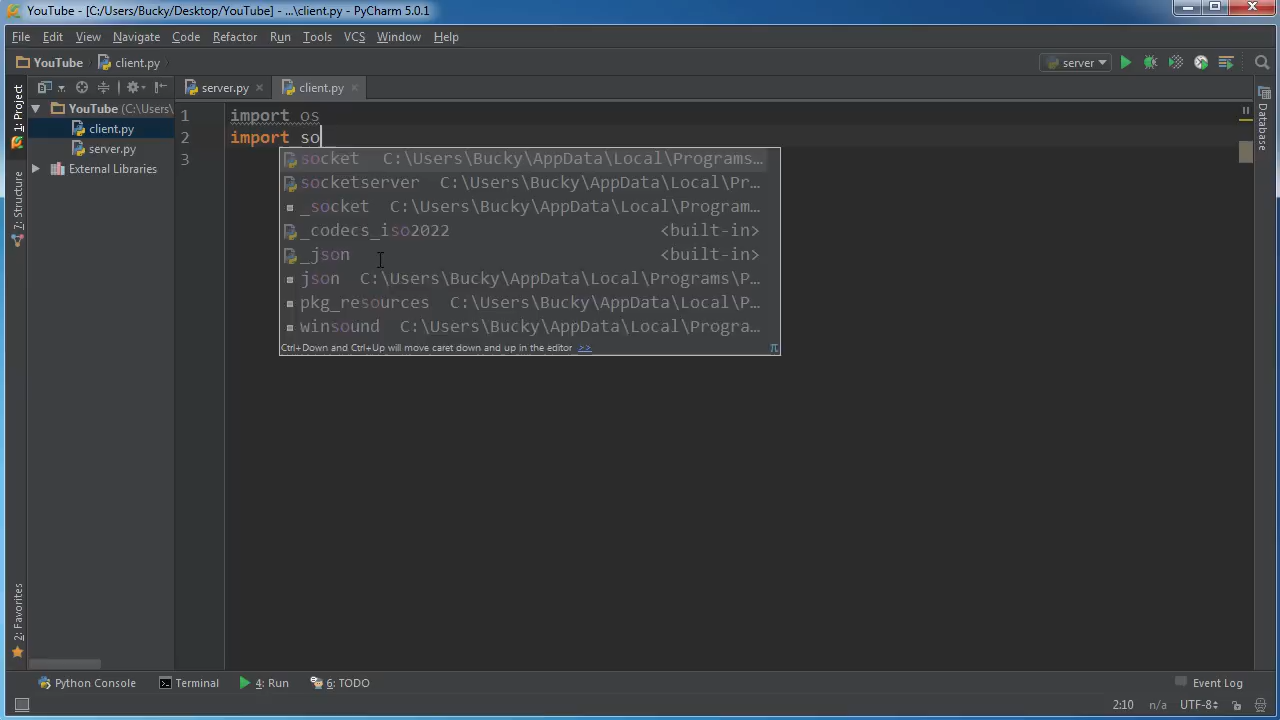 YouTube - [C:/Users/Bucky/Desktop/YouTube] - ...\client.py - PyCharm 5.0.1
File Edit View Navigate Code Refactor Run Tools VCS Window Help
YouTube client.py server
1: Project
7: Structure
2: Favorites
YouTube (C:\Users\
client.py
server.py
External Libraries
server.py client.py
1 import os
2 import so
3
socket C:\Users\Bucky\AppData\Local\Programs...
socketserver C:\Users\Bucky\AppData\Local\Pr...
_socket C:\Users\Bucky\AppData\Local\Program...
_codecs_iso2022 <built-in>
_json <built-in>
json C:\Users\Bucky\AppData\Local\Programs\P...
pkg_resources C:\Users\Bucky\AppData\Local\P...
winsound C:\Users\Bucky\AppData\Local\Progra...
Ctrl+Down and Ctrl+Up will move caret down and up in the editor >>
π
Database
Python Console Terminal 4: Run 6: TODO Event Log
2:10 n/a UTF-8